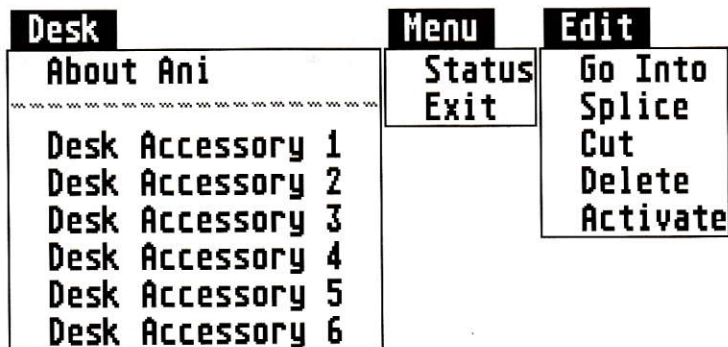 Desk
About Ani
Desk Accessory 1
Desk Accessory 2
Desk Accessory 3
Desk Accessory 4
Desk Accessory 5
Desk Accessory 6
Menu
Status
Exit
Edit
Go Into
Splice
Cut
Delete
Activate